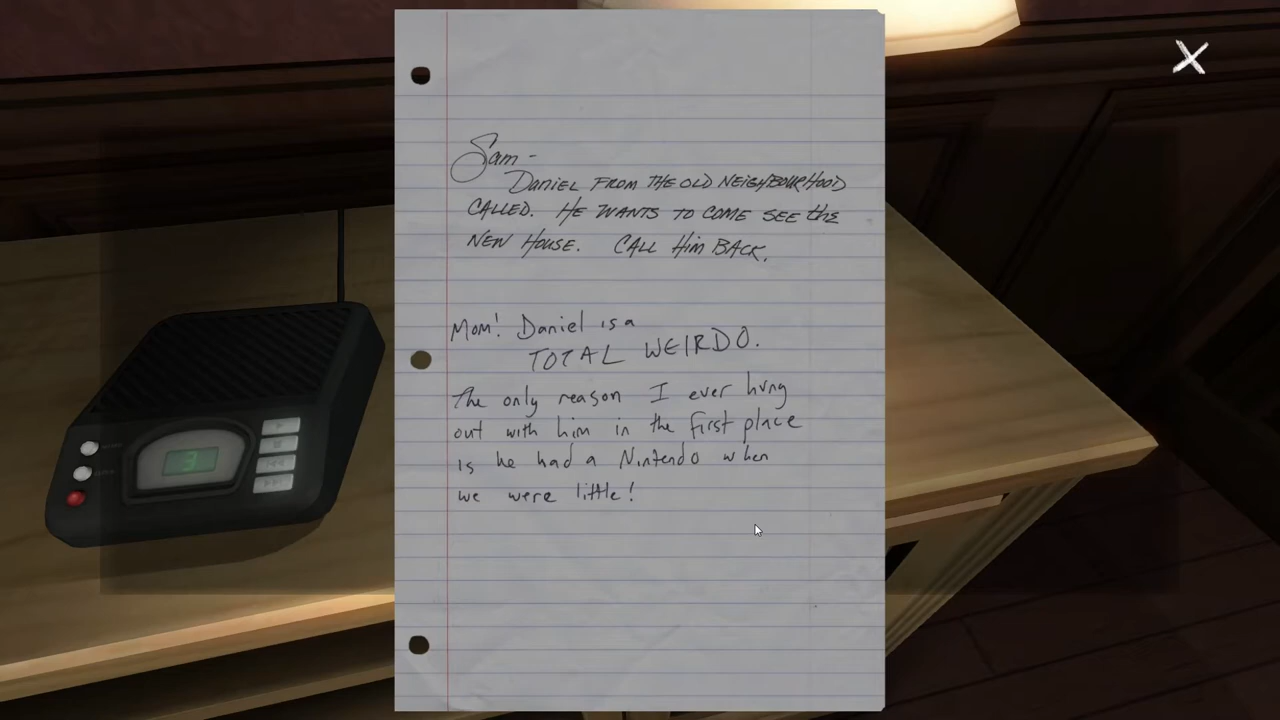 Sam -
DANIEL FROM THE OLD NEIGHBOURHOOD
CALLED. HE WANTS TO COME SEE the
NEW HOUSE. CALL HIM BACK.
Mom! Daniel is a
TOTAL WEIRDO.
The only reason I ever hung
out with him in the first place
is he had a Nintendo when
we were little!
3